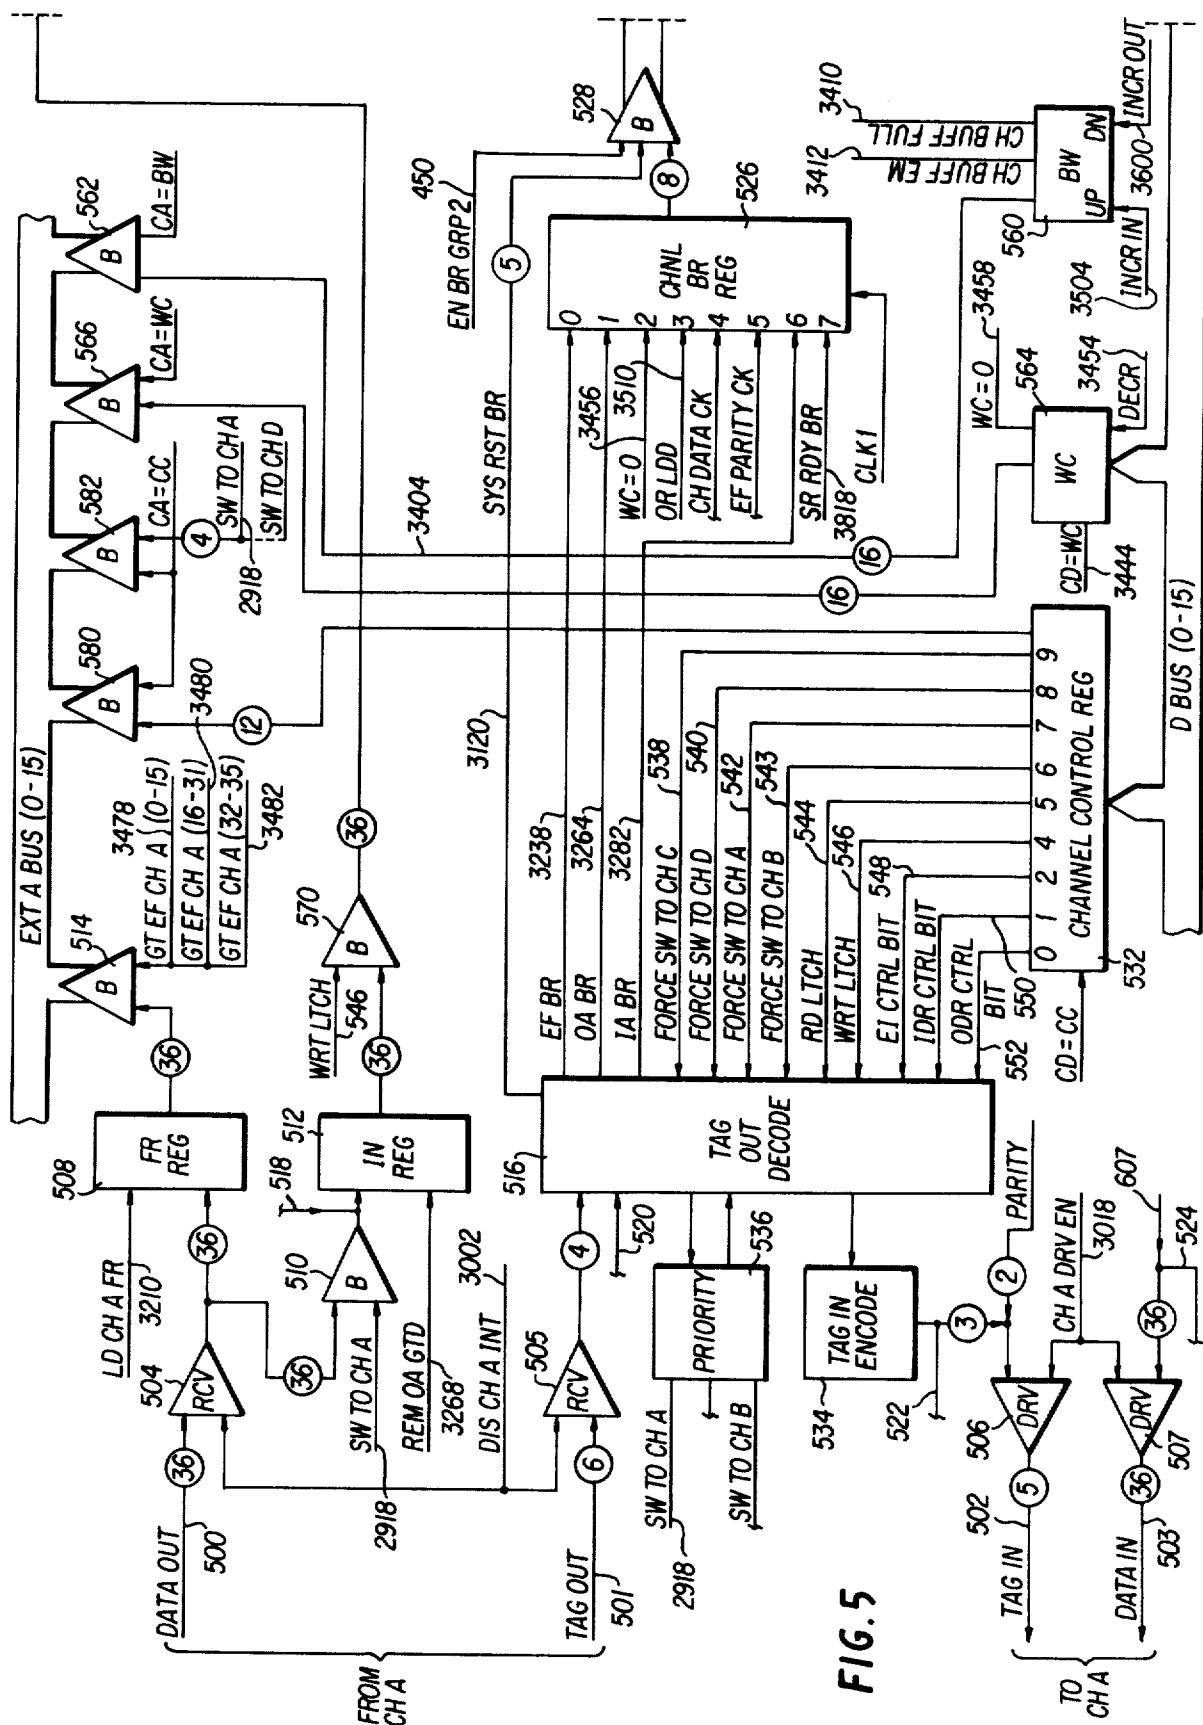 FIG. 5
FROM
CH A
DATA OUT
500
36
504
RCV
LD CH A FR
3210
508
FR
REG
36
36
514
B
EXT A BUS (0-15)
3478
GT EF CH A (0-15)
GT EF CH A (16-31)
GT EF CH A (32-35)
3480
3482
12
580
B
582
B
CA=CC
4
SW TO CH A
2918
SW TO CH D
566
B
CA=WC
562
B
CA=BW
36
510
B
518
SW TO CH A
2918
512
IN
REG
REM OA GTD
3268
DIS CH A INT
3002
WRT LTCH
546
36
570
B
36
TAG OUT
501
6
505
RCV
4
520
516
TAG
OUT
DECODE
3120
SYS RST BR
5
EN BR GRP2
450
528
B
8
EF BR
3238
OA BR
3264
IA BR
3282
FORCE SW TO CH C
538
FORCE SW TO CH D
540
FORCE SW TO CH A
542
FORCE SW TO CH B
543
RD LTCH
544
WRT LTCH
546
EI CTRL BIT
548
IDR CTRL BIT
550
ODR CTRL
BIT
552
3404
16
16
3456
WC=0
3510
OR LDD
CH DATA CK
EF PARITY CK
SR RDY BR
3818
CLK 1
0
1
2
3
4
5
6
7
CHNL
BR
REG
526
SW TO CH A
2918
SW TO CH B
PRIORITY
536
TAG IN
ENCODE
534
522
3
2
PARITY
CH A DRV EN
3018
607
524
36
506
DRV
507
DRV
5
36
502
TAG IN
503
DATA IN
TO
CH A
CD=CC
532
0
1
2
4
5
6
7
8
9
CHANNEL CONTROL REG
D BUS (0-15)
CD=WC
3444
WC
564
WC=0
3458
DECR
3454
560
BW
UP
DN
3412
CH BUFF EM
CH BUFF FULL
3410
INCR IN
3504
3600
INCR OUT